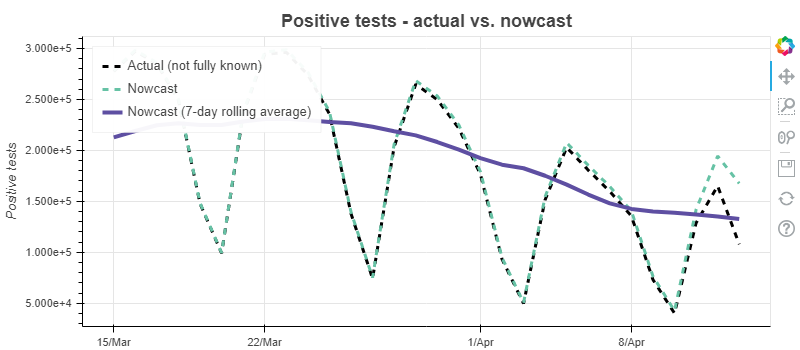 Positive tests - actual vs. nowcast
Actual (not fully known)
Nowcast
Nowcast (7-day rolling average)
Positive tests
3.000e+5
2.500e+5
2.000e+5
1.500e+5
1.000e+5
5.000e+4
15/Mar
22/Mar
1/Apr
8/Apr